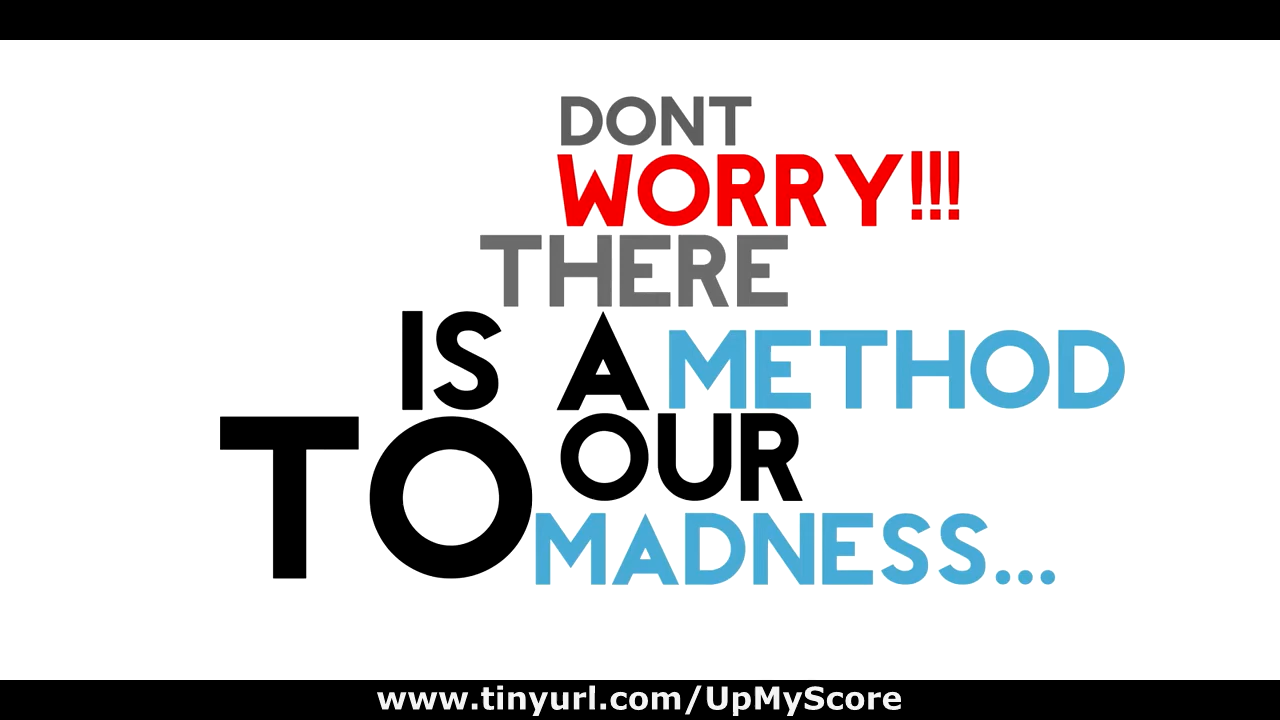 DONT
WORRY!!!
THERE
IS A METHOD
TO OUR
MADNESS...
www.tinyurl.com/UpMyScore